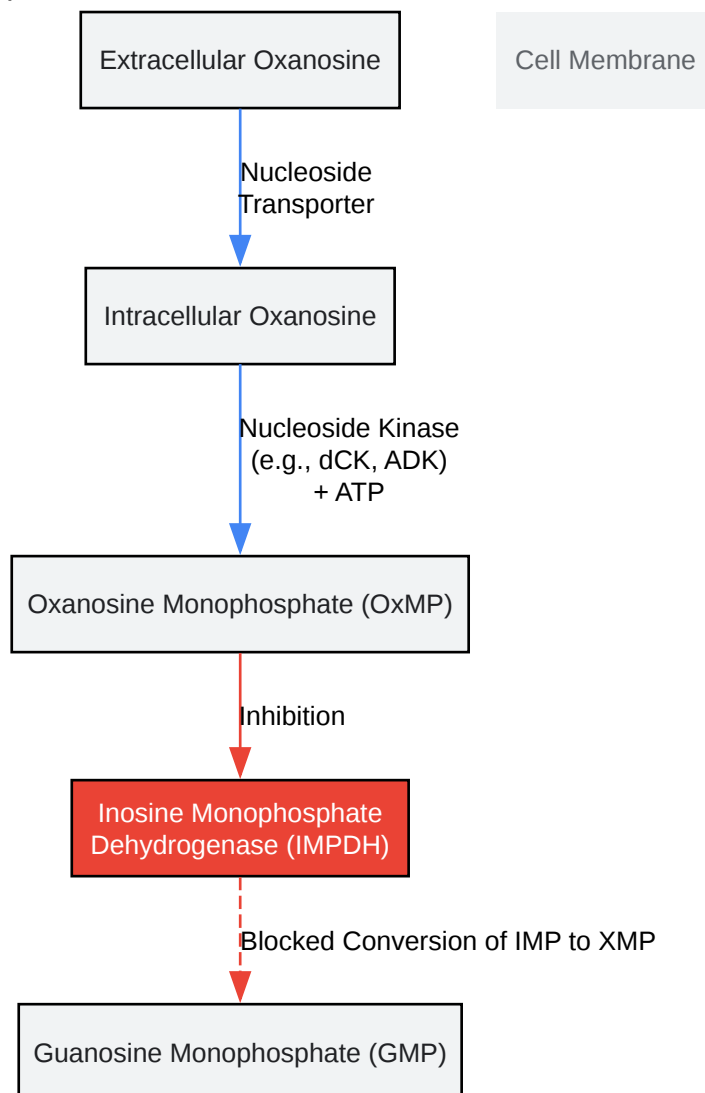 Extracellular Oxanosine
Cell Membrane
Nucleoside
Transporter
Intracellular Oxanosine
Nucleoside Kinase
(e.g., dCK, ADK)
+ ATP
Oxanosine Monophosphate (OxMP)
Inhibition
Inosine Monophosphate
Dehydrogenase (IMPDH)
Blocked Conversion of IMP to XMP
Guanosine Monophosphate (GMP)